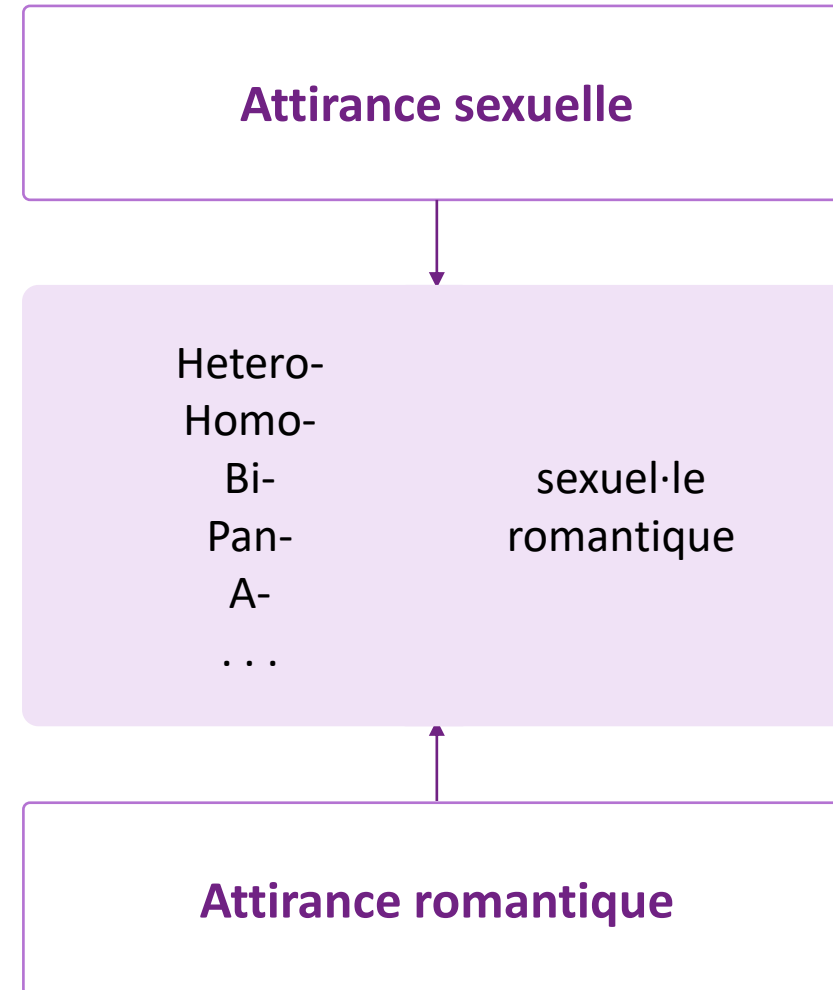 Attirance sexuelle
Hetero-
Homo-
Bi-
Pan-
A-
. . .
sexuel·le
romantique
Attirance romantique